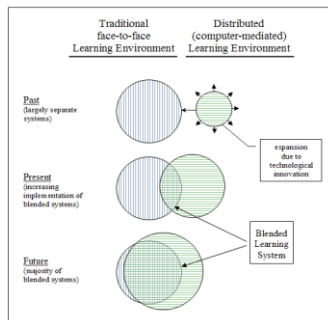 Traditional
face-to-face
Learning Environment
Distributed
(computer-mediated)
Learning Environment
Past
(largely separate
systems)
expansion
due to
technological
innovation
Present
(increasing
implementation of
blended systems)
Blended
Learning
System
Future
(majority of
blended systems)